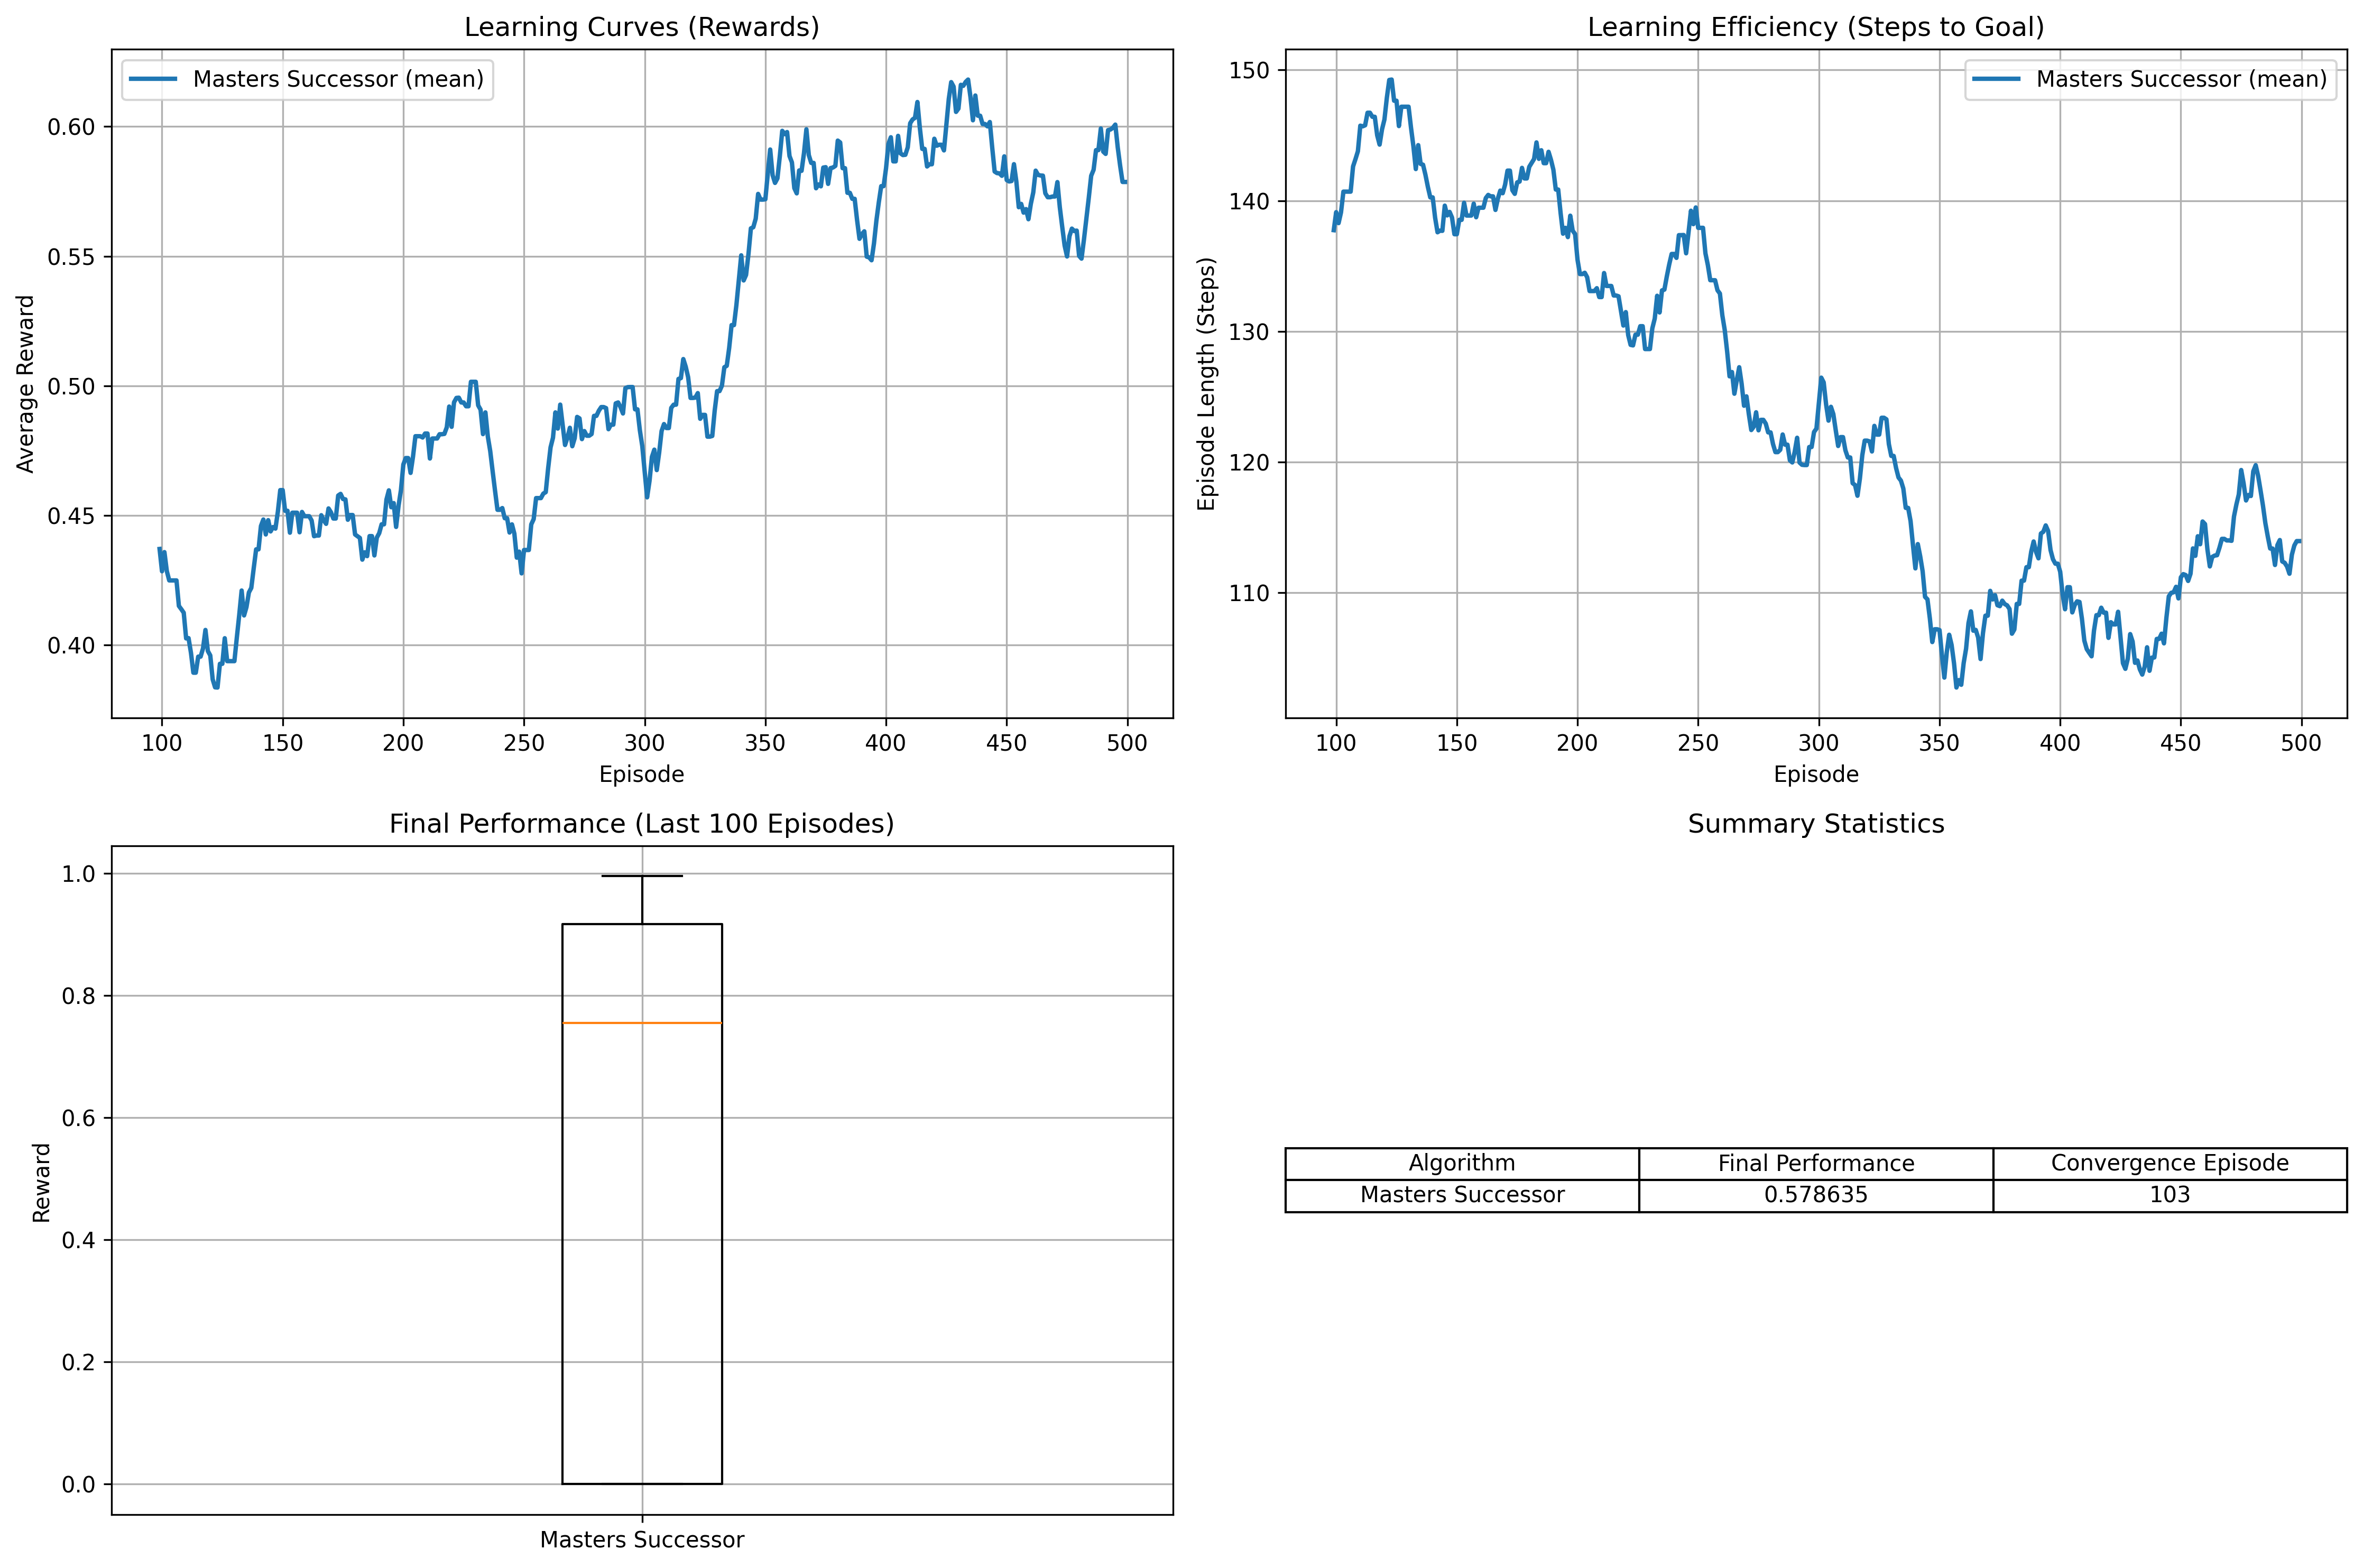 Learning Curves (Rewards)
Masters Successor (mean)
Average Reward
0.60
0.55
0.50
0.45
0.40
100 150 200 250 300 350 400 450 500
Episode
Learning Efficiency (Steps to Goal)
Masters Successor (mean)
Episode Length (Steps)
150
140
130
120
110
100 150 200 250 300 350 400 450 500
Episode
Final Performance (Last 100 Episodes)
Reward
1.0
0.8
0.6
0.4
0.2
0.0
Masters Successor
Summary Statistics
Algorithm Final Performance Convergence Episode
Masters Successor 0.578635 103